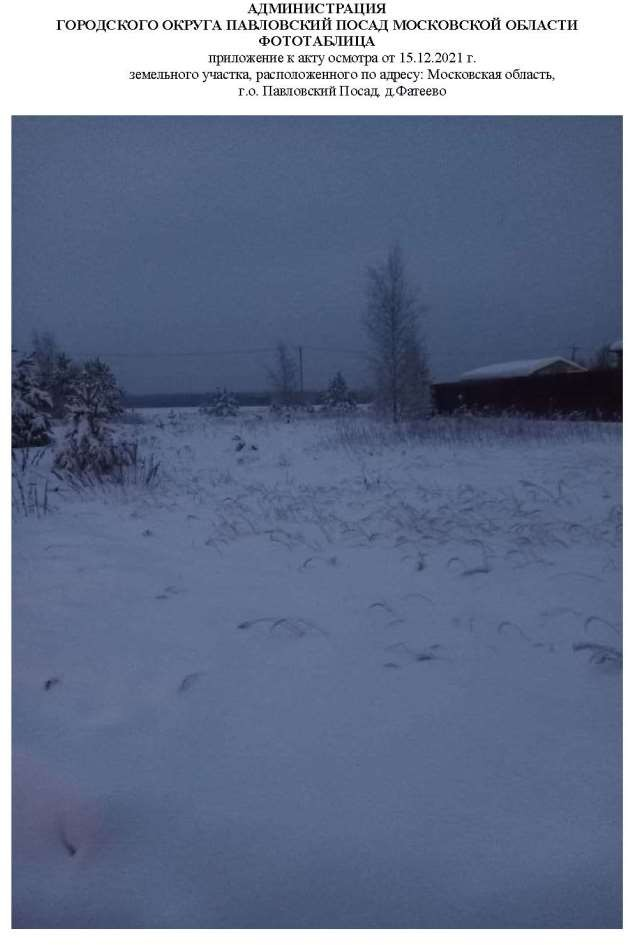 АДМИНИСТРАЦИЯ
ГОРОДСКОГО ОКРУГА ПАВЛОВСКИЙ ПОСАД МОСКОВСКОЙ ОБЛАСТИ
ФОТОТАБЛИЦА
приложение к акту осмотра от 15.12.2021 г.
земельного участка, расположенного по адресу: Московская область,
г.о. Павловский Посад, д.Фатеево